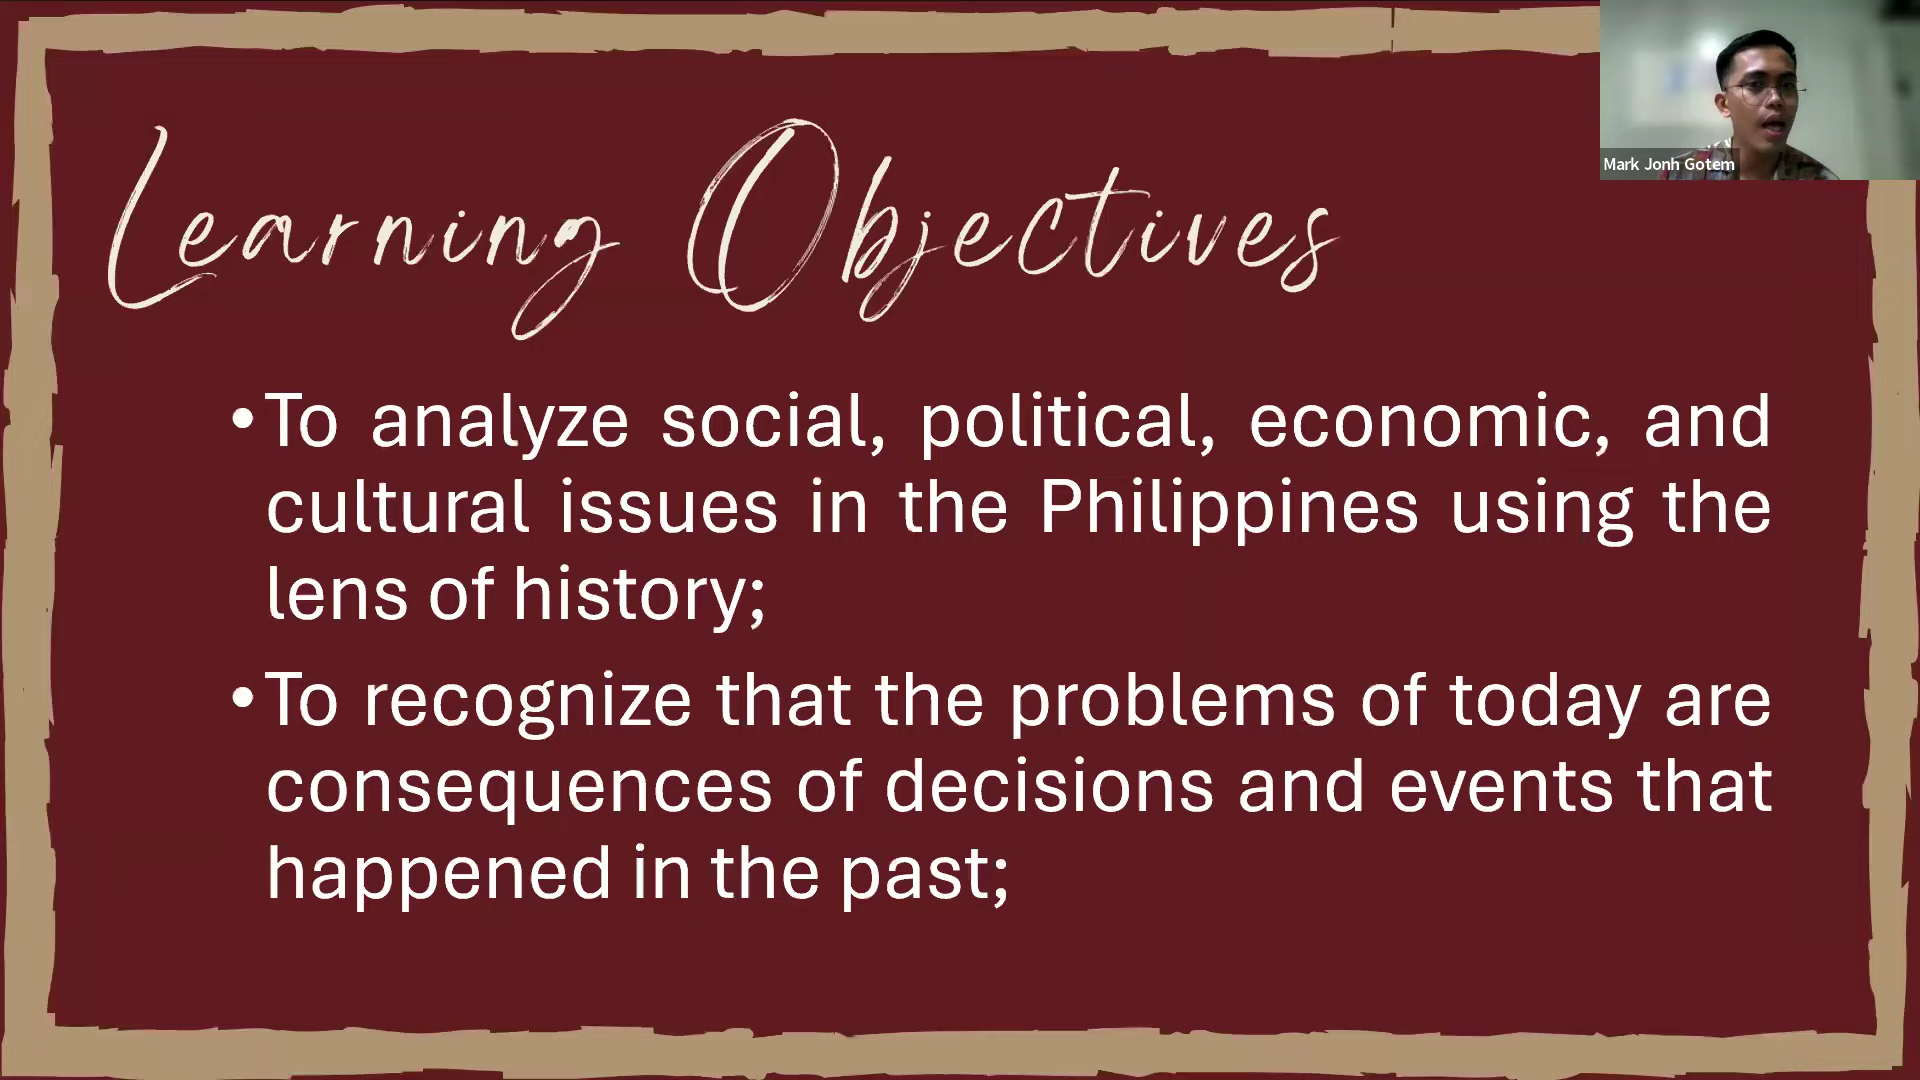 Learning Objectives
Mark Jonh Gotem
•To analyze social, political, economic, and
cultural issues in the Philippines using the
lens of history;
•To recognize that the problems of today are
consequences of decisions and events that
happened in the past;